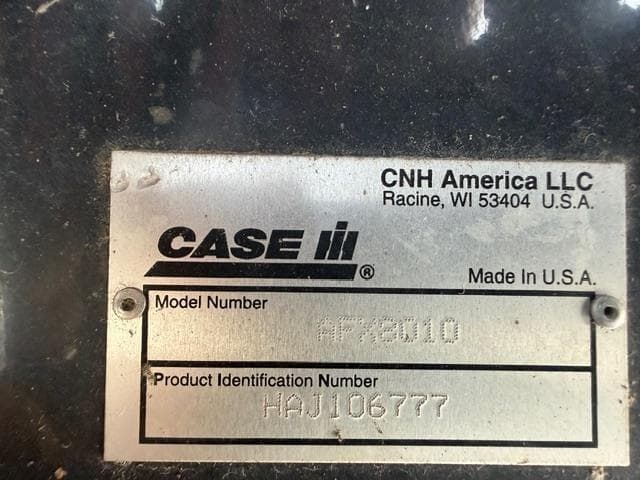 CNH America LLC
Racine, WI 53404 U.S.A.
CASE IH®
Made In U.S.A.
Model Number
AFX8010
Product Identification Number
HAJ106777